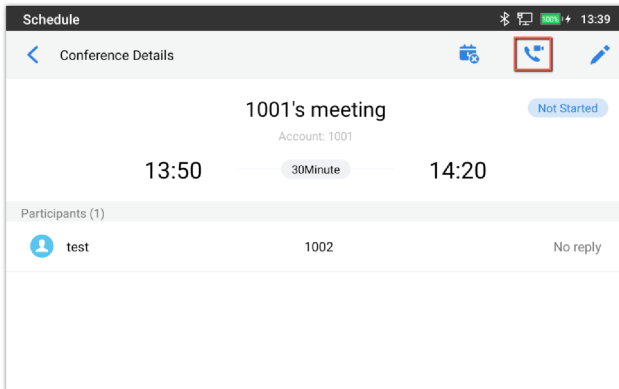 Schedule 100% 13:39
Conference Details
1001's meeting Not Started
Account: 1001
13:50 30Minute 14:20
Participants (1)
test 1002 No reply